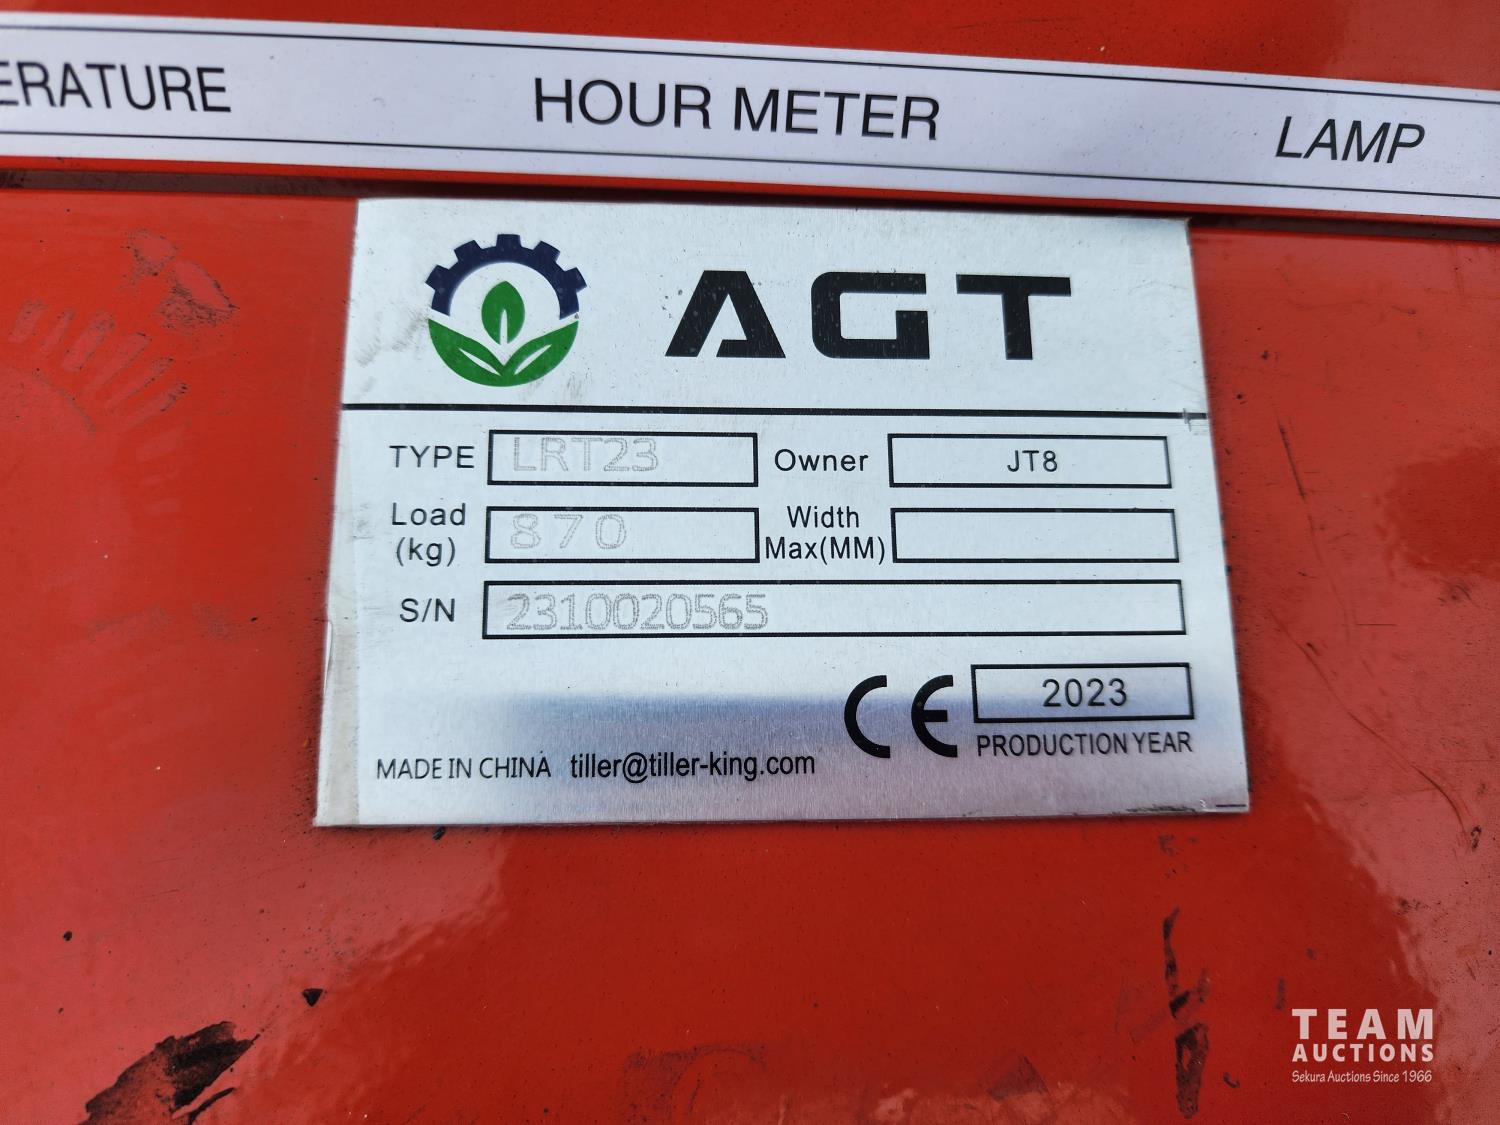 ERATURE HOUR METER LAMP
AGT
TYPE LRT23 Owner JT8
Load (kg) 870 Width Max(MM)
S/N 2310020565
CE 2023
PRODUCTION YEAR
MADE IN CHINA tiller@tiller-king.com
TEAM
AUCTIONS
Sekura Auctions Since 1966